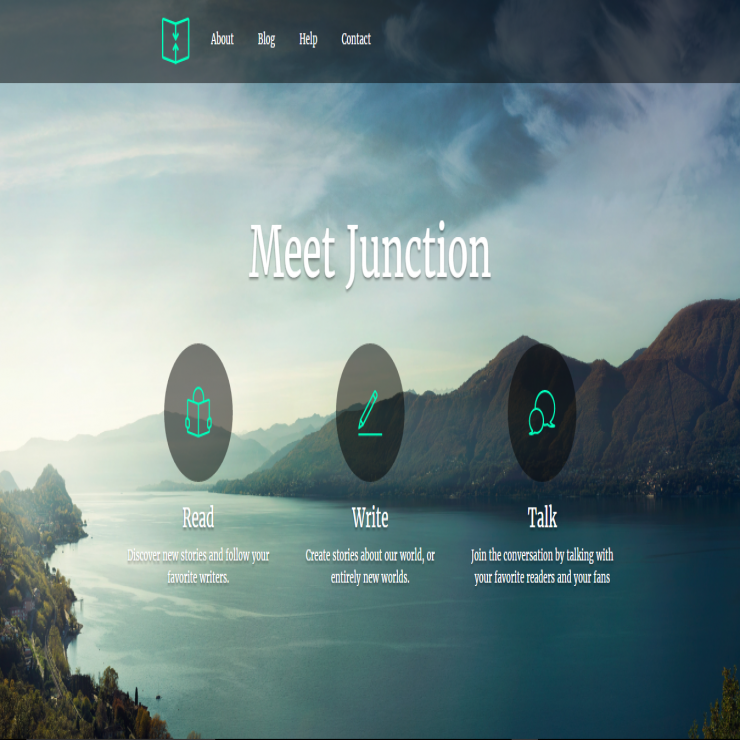 About Blog Help Contact
Meet Junction
Read
Discover new stories and follow your
favorite writers.
Write
Create stories about our world, or
entirely new worlds.
Talk
Join the conversation by talking with
your favorite readers and your fans